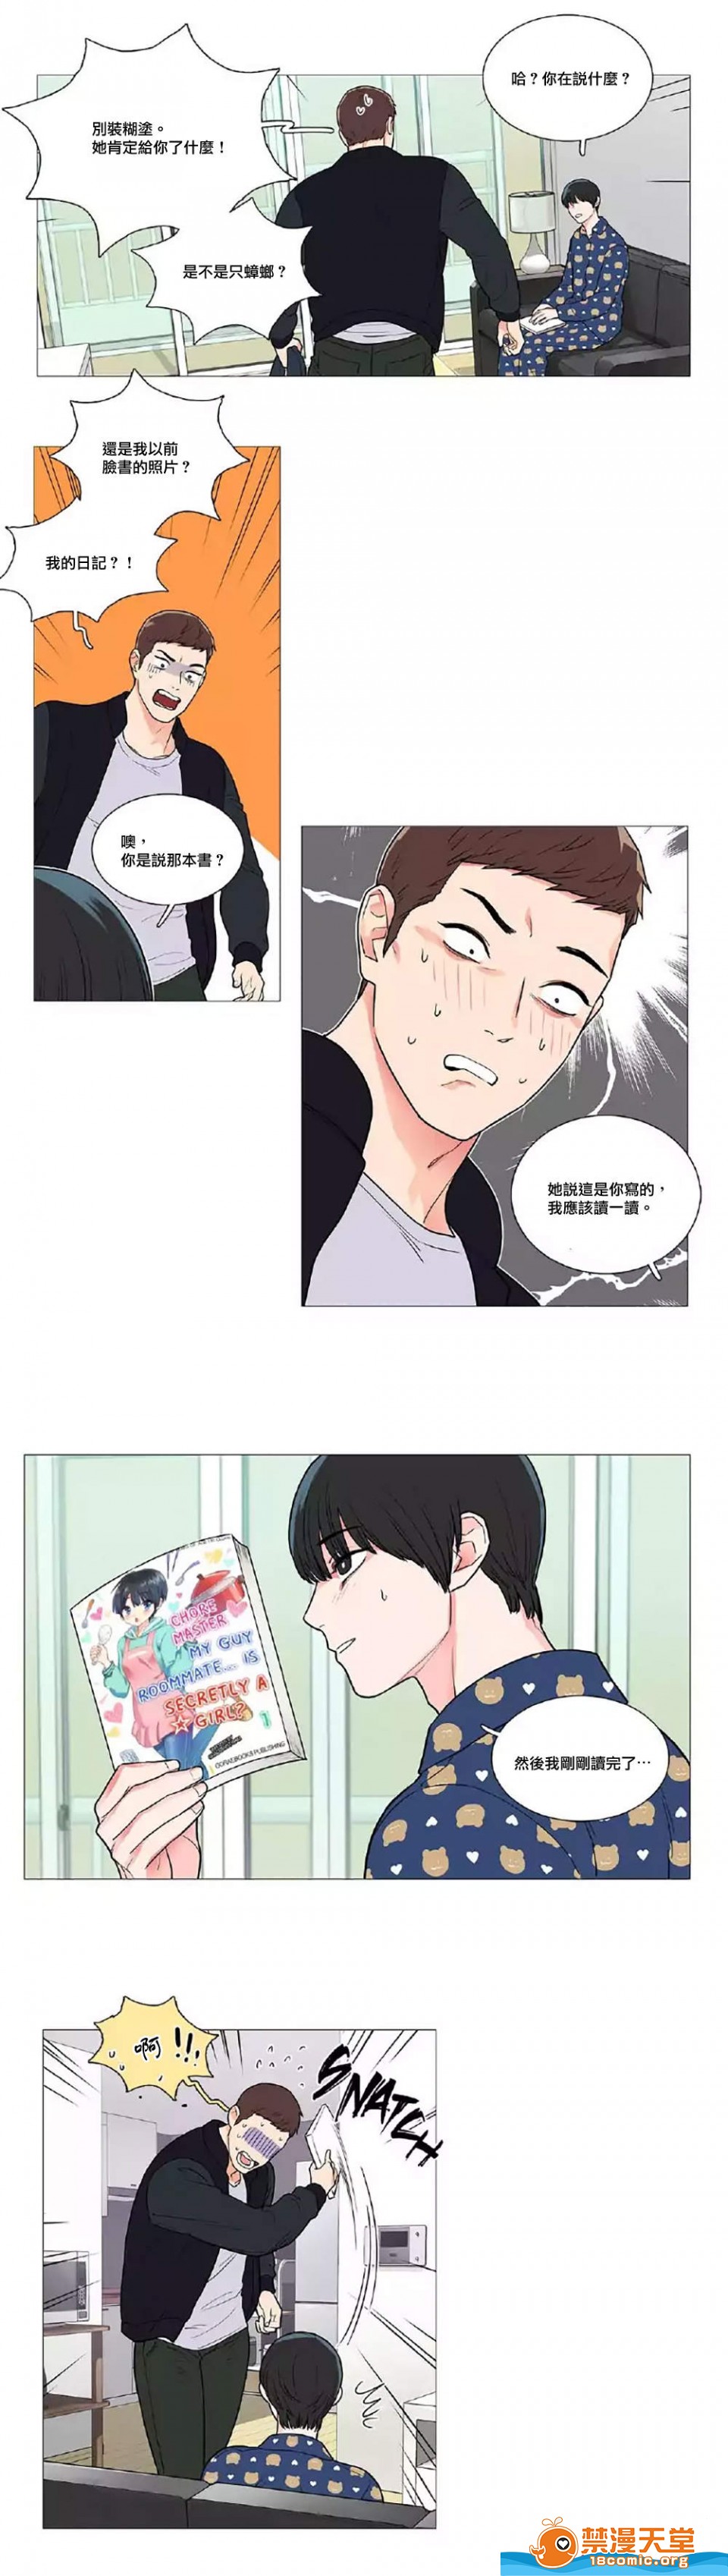 哈？你在説什麼？
別裝糊塗。
她肯定給你了什麼！
是不是只蟑螂？
還是我以前
臉書的照片？
我的日記？！
噢，
你是説那本書？
她説這是你寫的，
我應該讀一讀。
CHORE
MASTER
MY GUY
ROOMMATE... IS
SECRETLY A
GIRL?
1
PUBLISHING
然後我剛剛讀完了…
啊!!!
SNATCH
禁漫天堂
18comic.org